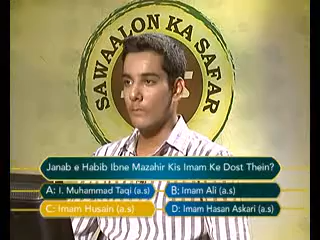 SAWAALON KA SAFAR
Janab e Habib Ibne Mazahir Kis Imam Ke Dost Thein?
A: I. Muhammad Taqi (a.s)
B: Imam Ali (a.s)
C: Imam Husain (a.s)
D: Imam Hasan Askari (a.s)